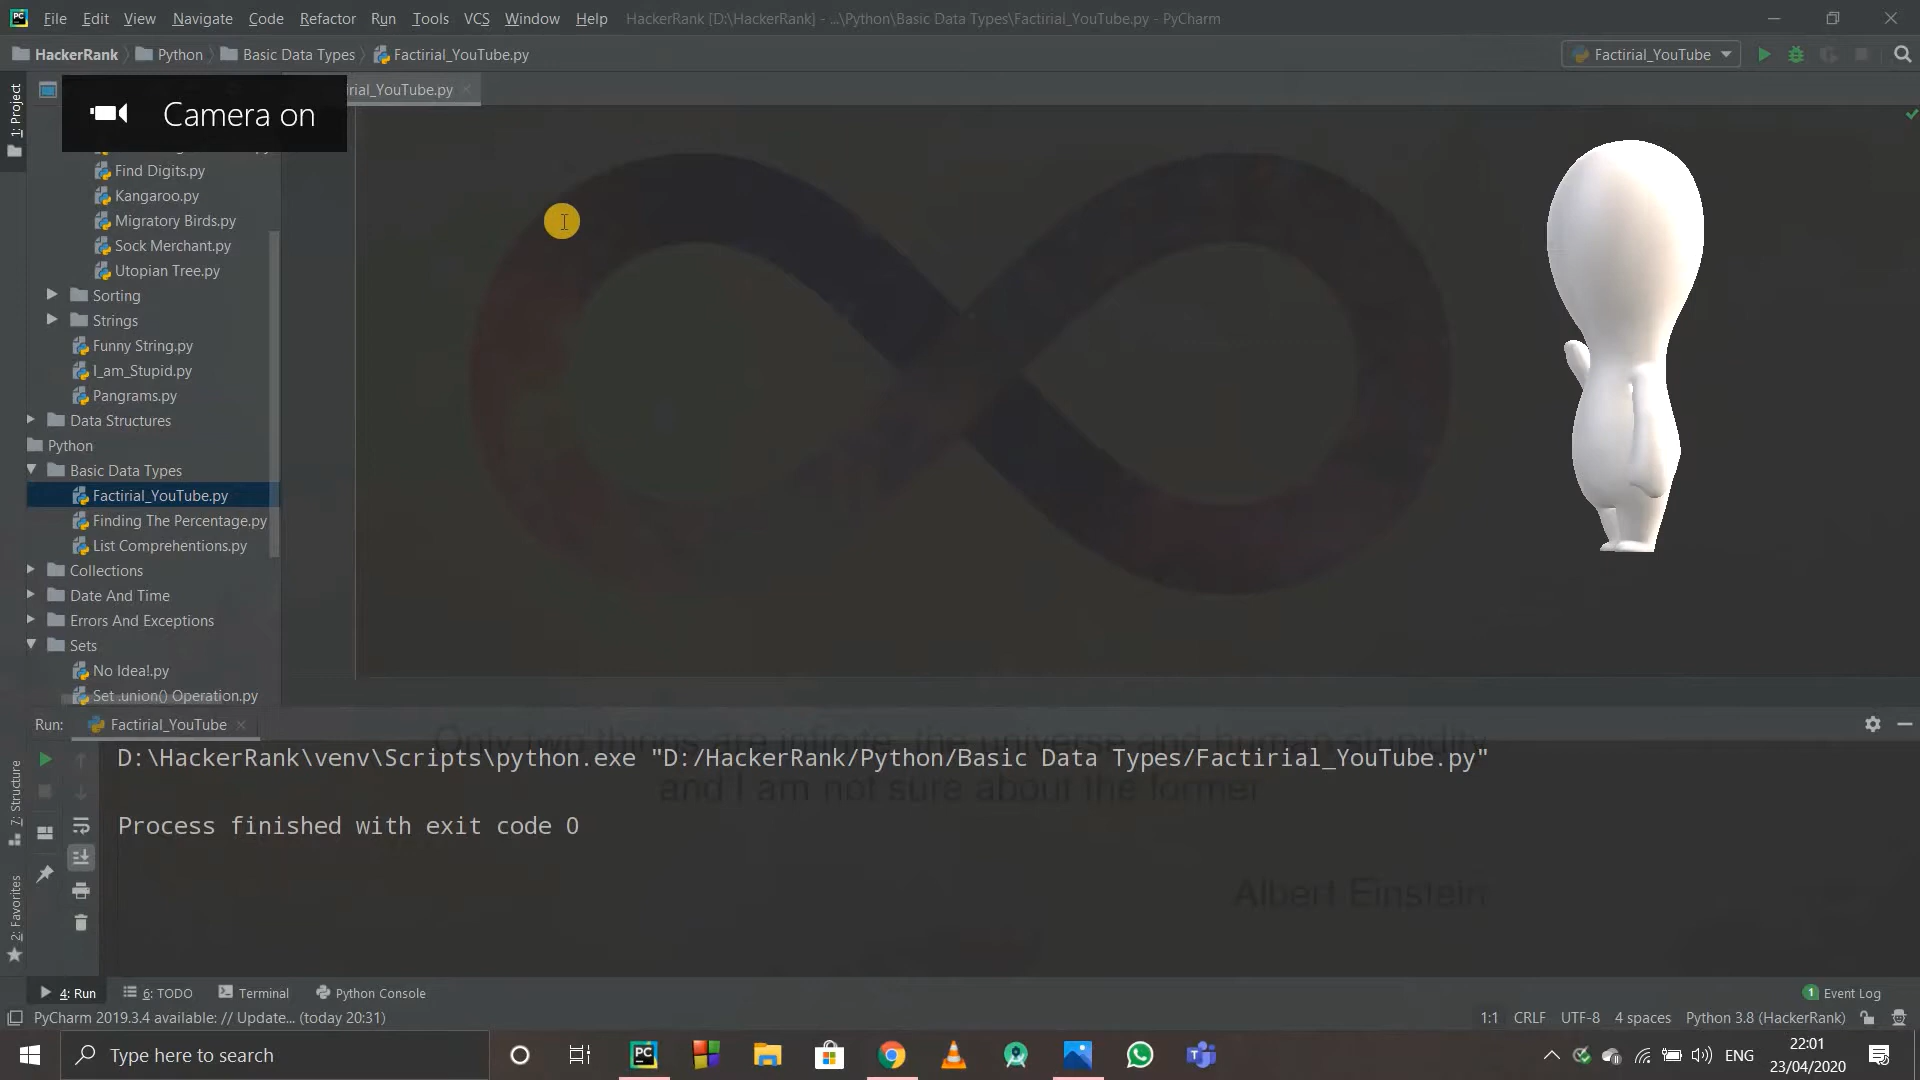 File Edit View Navigate Code Refactor Run Tools VCS Window Help HackerRank [D:\HackerRank] - ...\Python\Basic Data Types\Factirial_YouTube.py - PyCharm
HackerRank Python Basic Data Types Factirial_YouTube.py Factirial_YouTube
1: Project
Camera on
rial_YouTube.py
Find Digits.py
Kangaroo.py
Migratory Birds.py
Sock Merchant.py
Utopian Tree.py
Sorting
Strings
Funny String.py
I_am_Stupid.py
Pangrams.py
Data Structures
Python
Basic Data Types
Factirial_YouTube.py
Finding The Percentage.py
List Comprehentions.py
Collections
Date And Time
Errors And Exceptions
Sets
No Idea!.py
Set .union() Operation.py
Run: Factirial_YouTube
Only two things are infinite, the universe and human stupidity
D:\HackerRank\venv\Scripts\python.exe "D:/HackerRank/Python/Basic Data Types/Factirial_YouTube.py"
and I am not sure about the former
7: Structure
Process finished with exit code 0
Albert Einstein
2: Favorites
4: Run 6: TODO Terminal Python Console 1 Event Log
PyCharm 2019.3.4 available: // Update... (today 20:31) 1:1 CRLF UTF-8 4 spaces Python 3.8 (HackerRank)
Type here to search
PC
ENG
22:01
23/04/2020